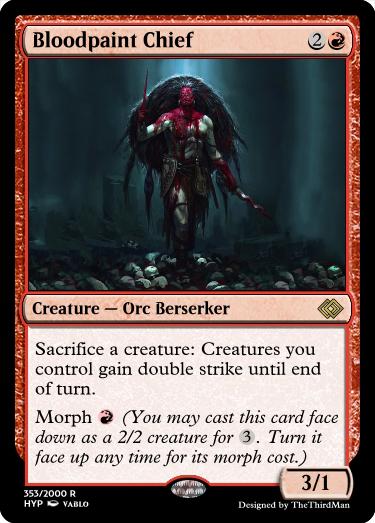 Bloodpaint Chief 2
Creature — Orc Berserker
Sacrifice a creature: Creatures you
control gain double strike until end
of turn.
Morph (You may cast this card face
down as a 2/2 creature for 3. Turn it
face up any time for its morph cost.)
3/1
353/2000 R
HYP VABLO
Designed by TheThirdMan